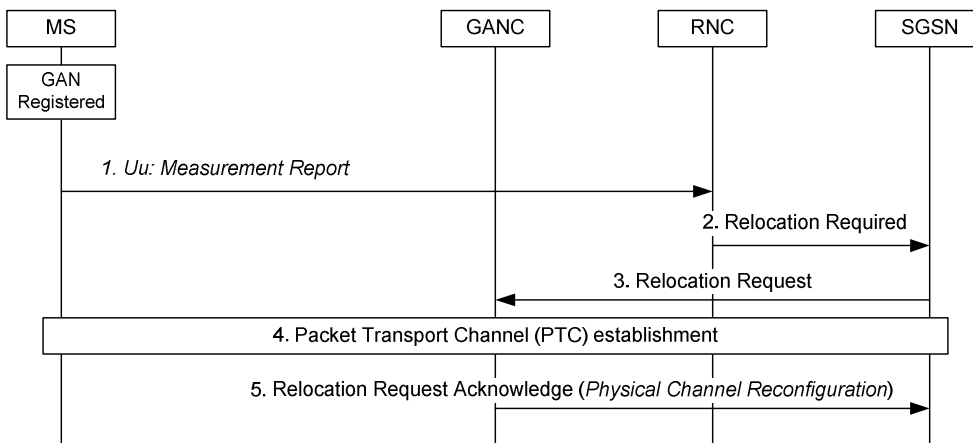 MS
GANC
RNC
SGSN
GAN
Registered
1. Uu: Measurement Report
2. Relocation Required
3. Relocation Request
4. Packet Transport Channel (PTC) establishment
5. Relocation Request Acknowledge (Physical Channel Reconfiguration)